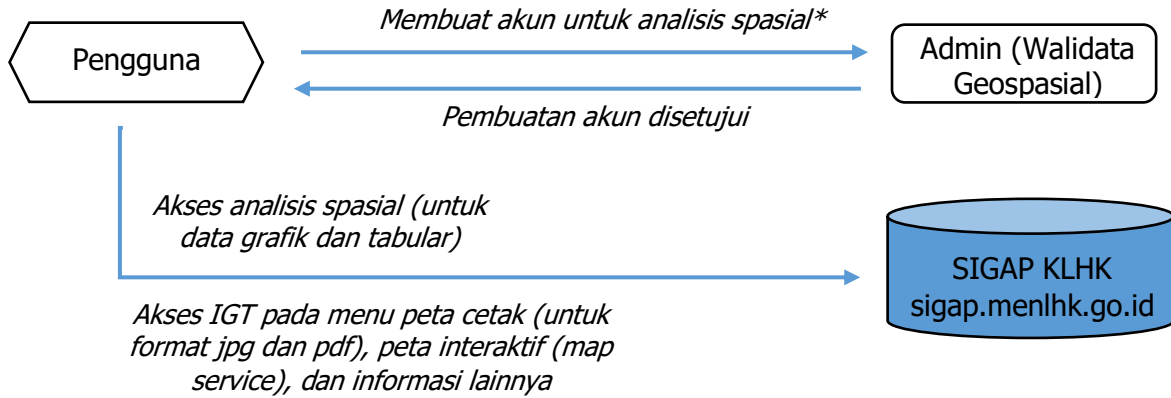 Membuat akun untuk analisis spasial*
Pengguna
Admin (Walidata
Geospasial)
Pembuatan akun disetujui
Akses analisis spasial (untuk
data grafik dan tabular)
SIGAP KLHK
sigap.menlhk.go.id
Akses IGT pada menu peta cetak (untuk
format jpg dan pdf), peta interaktif (map
service), dan informasi lainnya